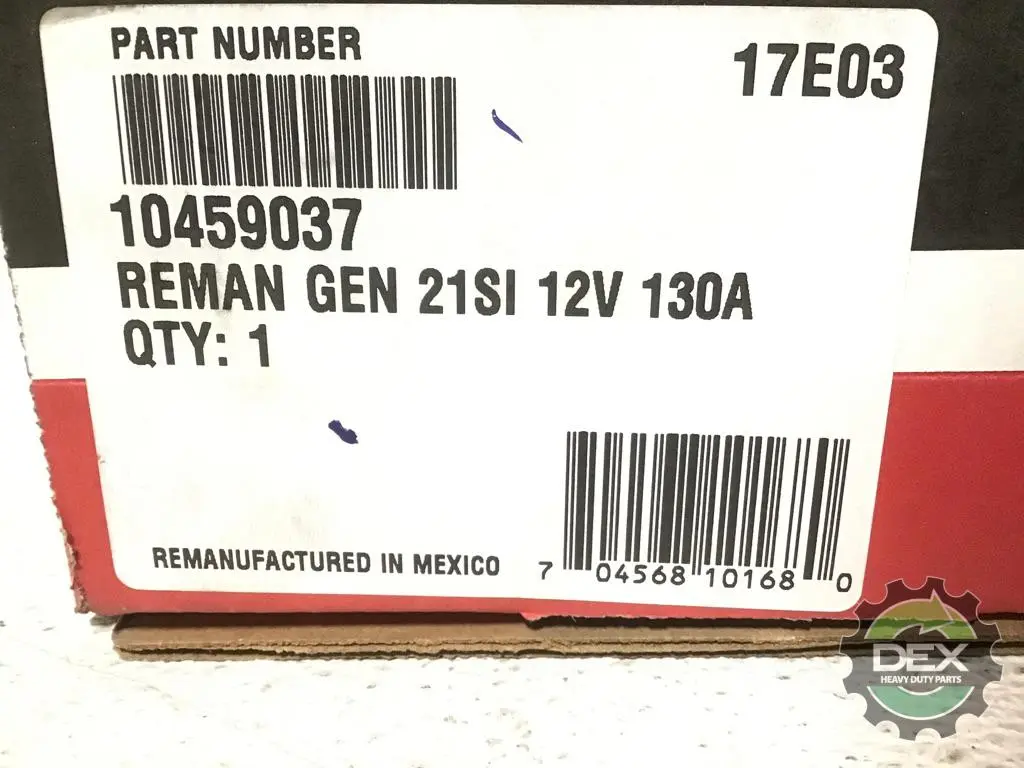 PART NUMBER
17E03
10459037
REMAN GEN 21SI 12V 130A
QTY: 1
REMANUFACTURED IN MEXICO
7 04568 10168 0
DEX
HEAVY DUTY PARTS